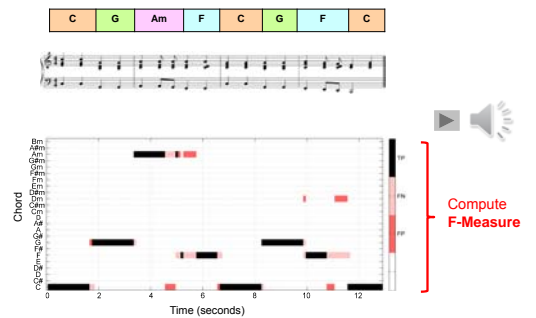 C G Am F C G F C
Bm
A#m
Am
G#m
Gm
F#m
Fm
Em
D#m
Dm
C#m
Cm
B
A#
A
G#
G
F#
F
E
D#
D
C#
C
Chord
0 2 4 6 8 10 12
Time (seconds)
TP
FN
FP
Compute
F-Measure